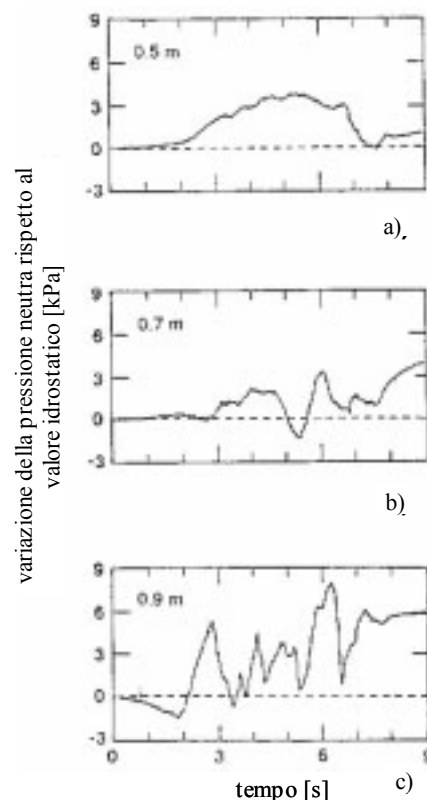 variazione della pressione neutra rispetto al
valore idrostatico [kPa]
9
6
3
0
-3
0.5 m
a).
9
6
3
0
-3
0.7 m
b).
9
6
3
0
-3
0.9 m
0
3
6
9
c)
tempo [s]